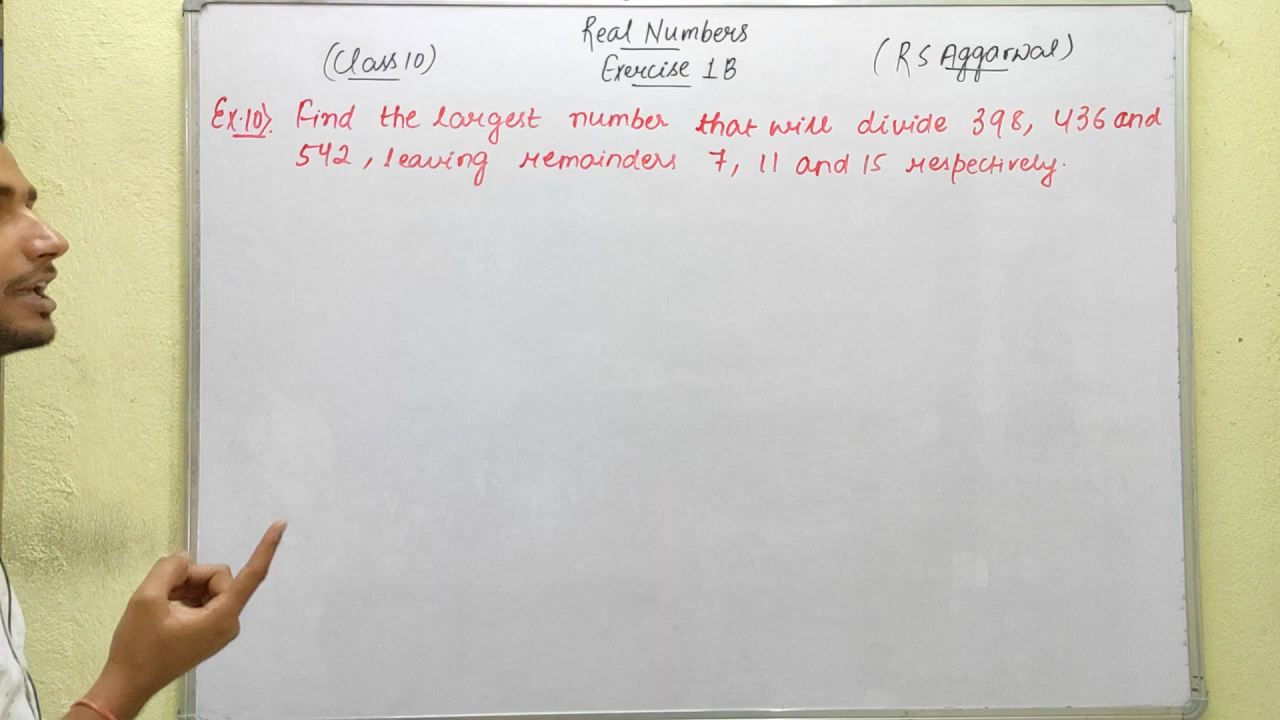 Real Numbers
(Class 10)
Exercise 1B
(R S Aggarwal)
Ex.10). Find the largest number that will divide 398, 436 and
542, leaving remainders 7, 11 and 15 respectively.